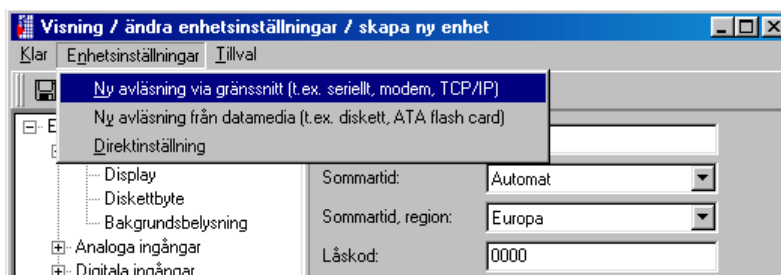 Visning / ändra enhetsinställningar / skapa ny enhet
Klar Enhetsinställningar Tillval
Ny avläsning via gränssnitt (t.ex. seriellt, modem, TCP/IP)
Ny avläsning från datamedia (t.ex. diskett, ATA flash card)
Direktinställning
Display
Diskettbyte
Bakgrundsbelysning
Analoga ingångar
Digitala ingångar
Sommartid: Automat
Sommartid, region: Europa
Låskod: 0000